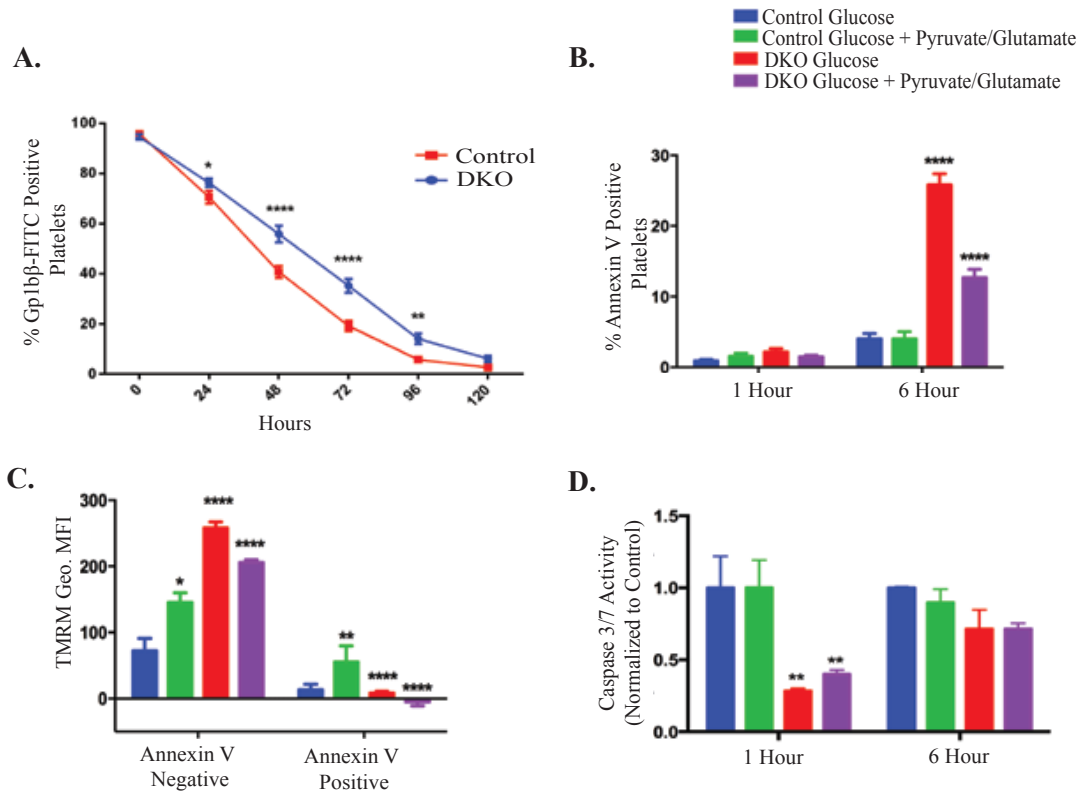 Control Glucose
Control Glucose + Pyruvate/Glutamate
DKO Glucose
DKO Glucose + Pyruvate/Glutamate
A.
% Gp1bβ-FITC Positive
Platelets
100
80
60
40
20
0
*
****
****
**
Control
DKO
0
24
48
72
96
120
Hours
B.
% Annexin V Positive
Platelets
30
20
10
0
****
****
1 Hour
6 Hour
C.
TMRM Geo. MFI
300
200
100
0
*
****
****
**
****
****
Annexin V
Negative
Annexin V
Positive
D.
Caspase 3/7 Activity
(Normalized to Control)
1.5
1.0
0.5
0.0
**
**
1 Hour
6 Hour